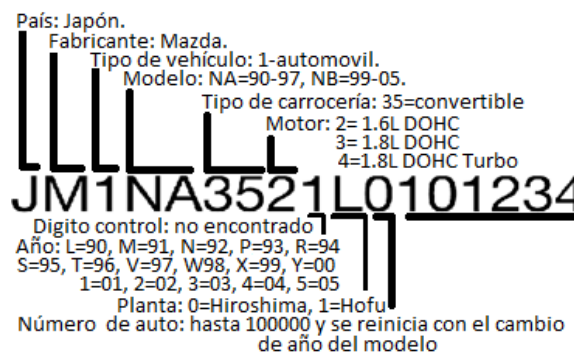 País: Japón.
Fabricante: Mazda.
Tipo de vehículo: 1-automovil.
Modelo: NA=90-97, NB=99-05.
Tipo de carrocería: 35=convertible
Motor: 2= 1.6L DOHC
3= 1.8L DOHC
4=1.8L DOHC Turbo
JM1NA3521L0101234
Digito control: no encontrado
Año: L=90, M=91, N=92, P=93, R=94
S=95, T=96, V=97, W98, X=99, Y=00
1=01, 2=02, 3=03, 4=04, 5=05
Planta: 0=Hiroshima, 1=Hofu
Número de auto: hasta 100000 y se reinicia con el cambio
de año del modelo